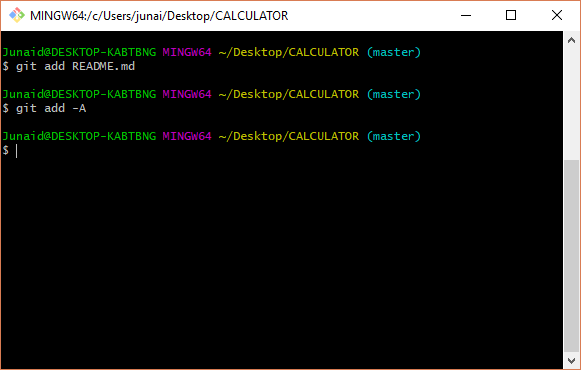 MINGW64:/c/Users/junai/Desktop/CALCULATOR
Junaid@DESKTOP-KABTBNG MINGW64 ~/Desktop/CALCULATOR (master)
$ git add README.md
Junaid@DESKTOP-KABTBNG MINGW64 ~/Desktop/CALCULATOR (master)
$ git add -A
Junaid@DESKTOP-KABTBNG MINGW64 ~/Desktop/CALCULATOR (master)
$